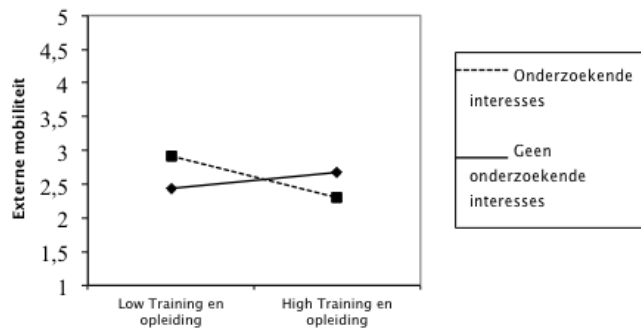 5
4,5
4
3,5
3
2,5
2
1,5
1
Externe mobiliteit
Low Training en
opleiding
High Training en
opleiding
Onderzoekende
interesses
Geen
onderzoekende
interesses